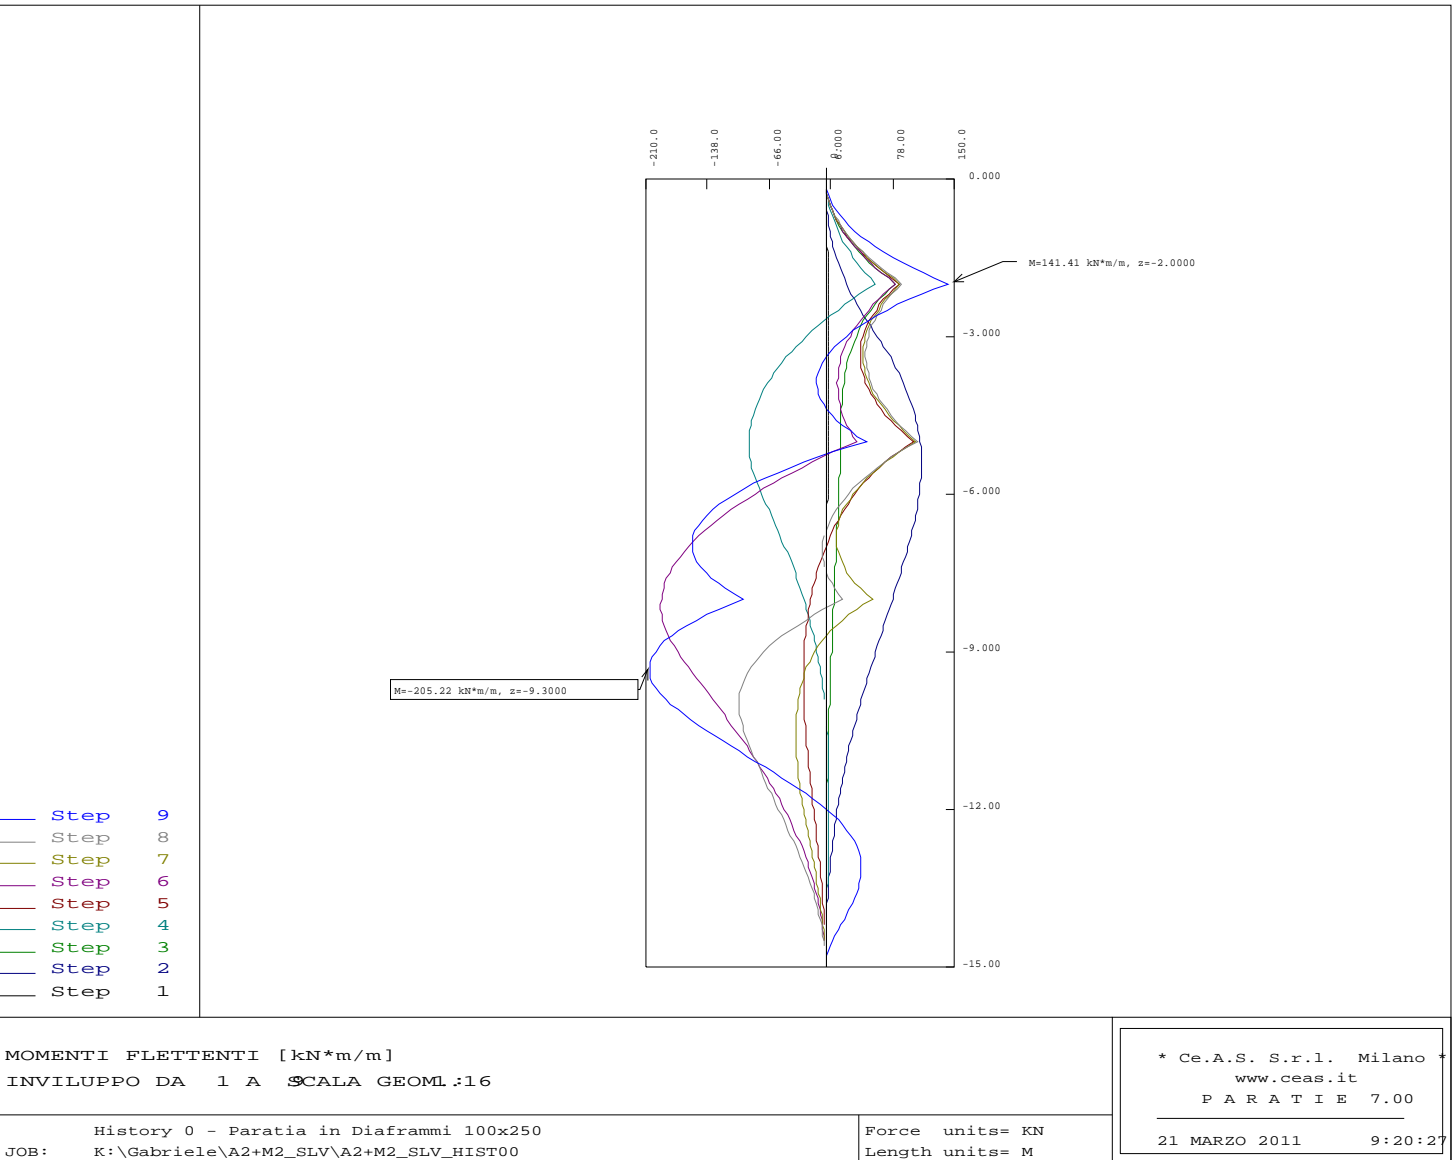 -210.0
-138.0
-66.00
6.000
78.00
150.0
0.000
M=141.41 kN*m/m, z=-2.0000
-3.000
-6.000
-9.000
M=-205.22 kN*m/m, z=-9.3000
-12.00
-15.00
Step 9
Step 8
Step 7
Step 6
Step 5
Step 4
Step 3
Step 2
Step 1
MOMENTI FLETTENTI [kN*m/m]
INVILUPPO DA 1 A 9 SCALA GEOM. 1:16
History 0 - Paratia in Diaframmi 100x250
JOB: K:\Gabriele\A2+M2_SLV\A2+M2_SLV_HIST00
Force units= KN
Length units= M
* Ce.A.S. S.r.l. Milano *
www.ceas.it
P A R A T I E 7.00
21 MARZO 2011 9:20:27